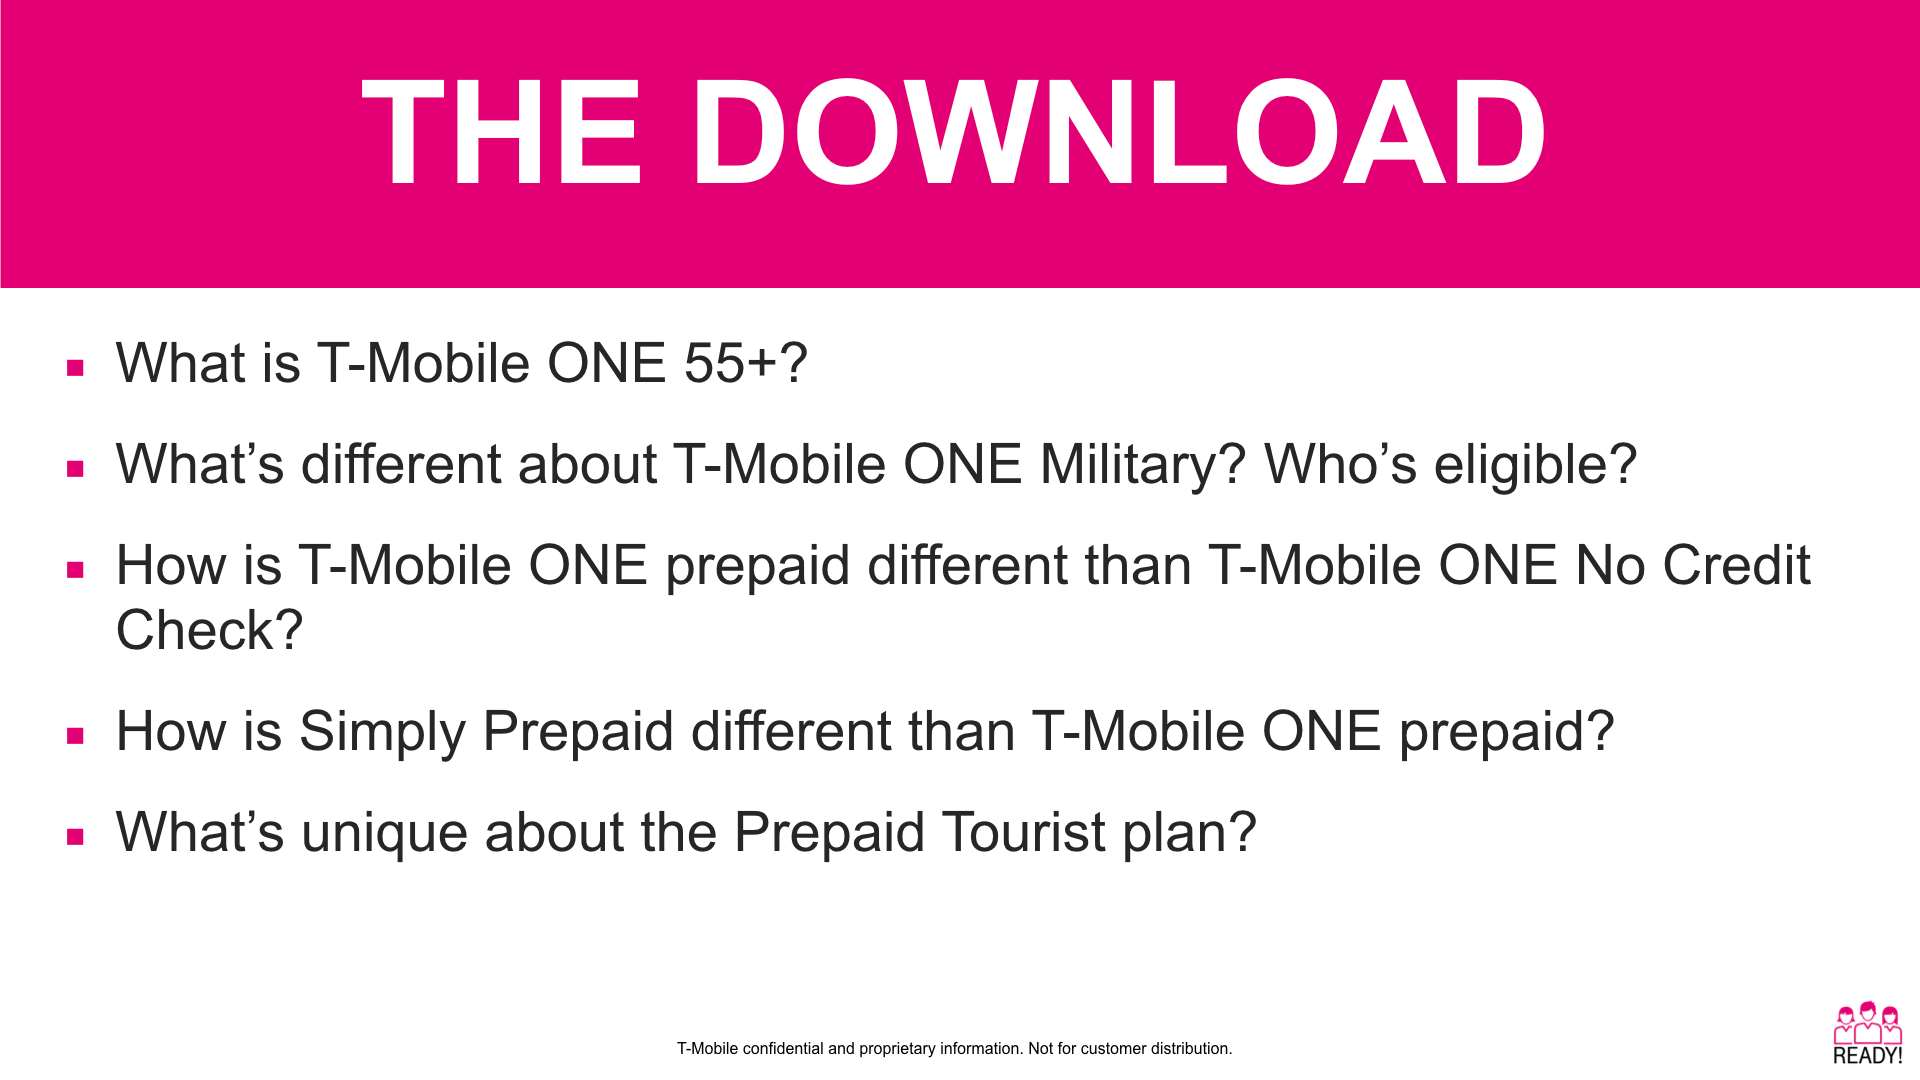 THE DOWNLOAD
What is T-Mobile ONE 55+?
What’s different about T-Mobile ONE Military? Who’s eligible?
How is T-Mobile ONE prepaid different than T-Mobile ONE No Credit
Check?
How is Simply Prepaid different than T-Mobile ONE prepaid?
What’s unique about the Prepaid Tourist plan?
T-Mobile confidential and proprietary information. Not for customer distribution.
READY!